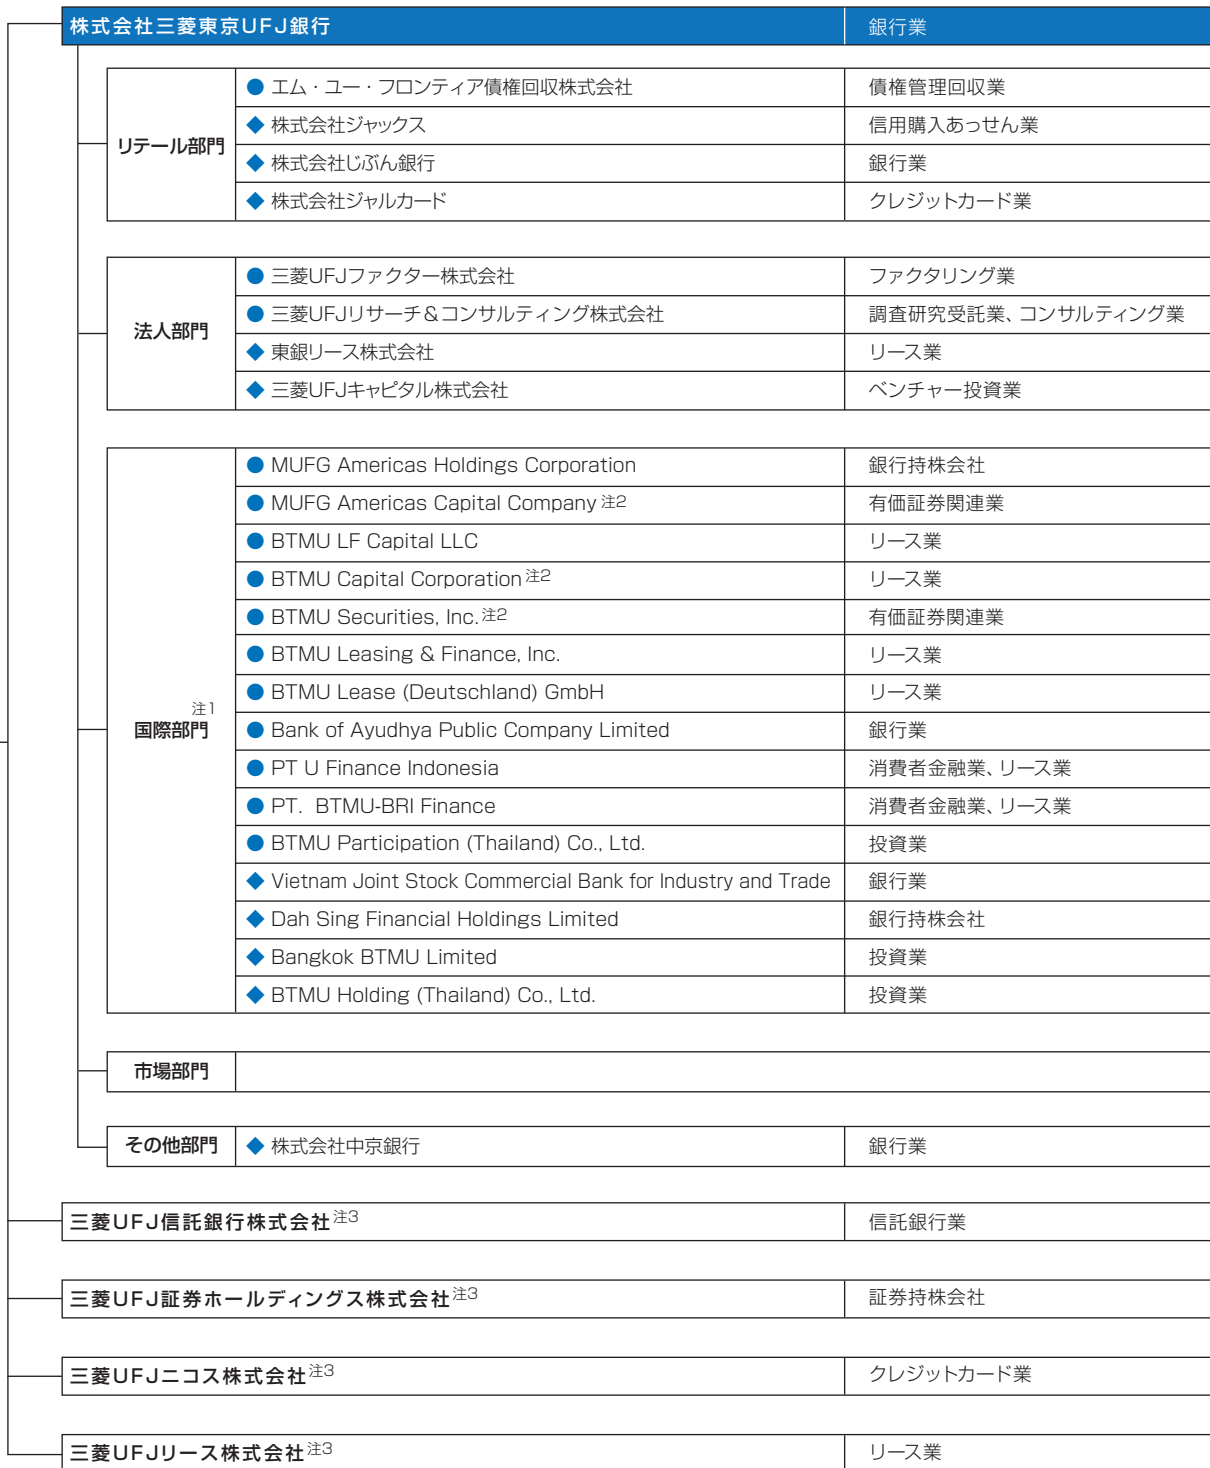 株式会社三菱東京UFJ銀行 銀行業
リテール部門
● エム・ユー・フロンティア債権回収株式会社 債権管理回収業
◆ 株式会社ジャックス 信用購入あっせん業
◆ 株式会社じぶん銀行 銀行業
◆ 株式会社ジャルカード クレジットカード業
法人部門
● 三菱UFJファクター株式会社 ファクタリング業
● 三菱UFJリサーチ&コンサルティング株式会社 調査研究受託業、コンサルティング業
◆ 東銀リース株式会社 リース業
◆ 三菱UFJキャピタル株式会社 ベンチャー投資業
国際部門 注1
● MUFG Americas Holdings Corporation 銀行持株会社
● MUFG Americas Capital Company 注2 有価証券関連業
● BTMU LF Capital LLC リース業
● BTMU Capital Corporation 注2 リース業
● BTMU Securities, Inc. 注2 有価証券関連業
● BTMU Leasing & Finance, Inc. リース業
● BTMU Lease (Deutschland) GmbH リース業
● Bank of Ayudhya Public Company Limited 銀行業
● PT U Finance Indonesia 消費者金融業、リース業
● PT. BTMU-BRI Finance 消費者金融業、リース業
● BTMU Participation (Thailand) Co., Ltd. 投資業
◆ Vietnam Joint Stock Commercial Bank for Industry and Trade 銀行業
◆ Dah Sing Financial Holdings Limited 銀行持株会社
◆ Bangkok BTMU Limited 投資業
◆ BTMU Holding (Thailand) Co., Ltd. 投資業
市場部門
その他部門
◆ 株式会社中京銀行 銀行業
三菱UFJ信託銀行株式会社 注3 信託銀行業
三菱UFJ証券ホールディングス株式会社 注3 証券持株会社
三菱UFJニコス株式会社 注3 クレジットカード業
三菱UFJリース株式会社 注3 リース業